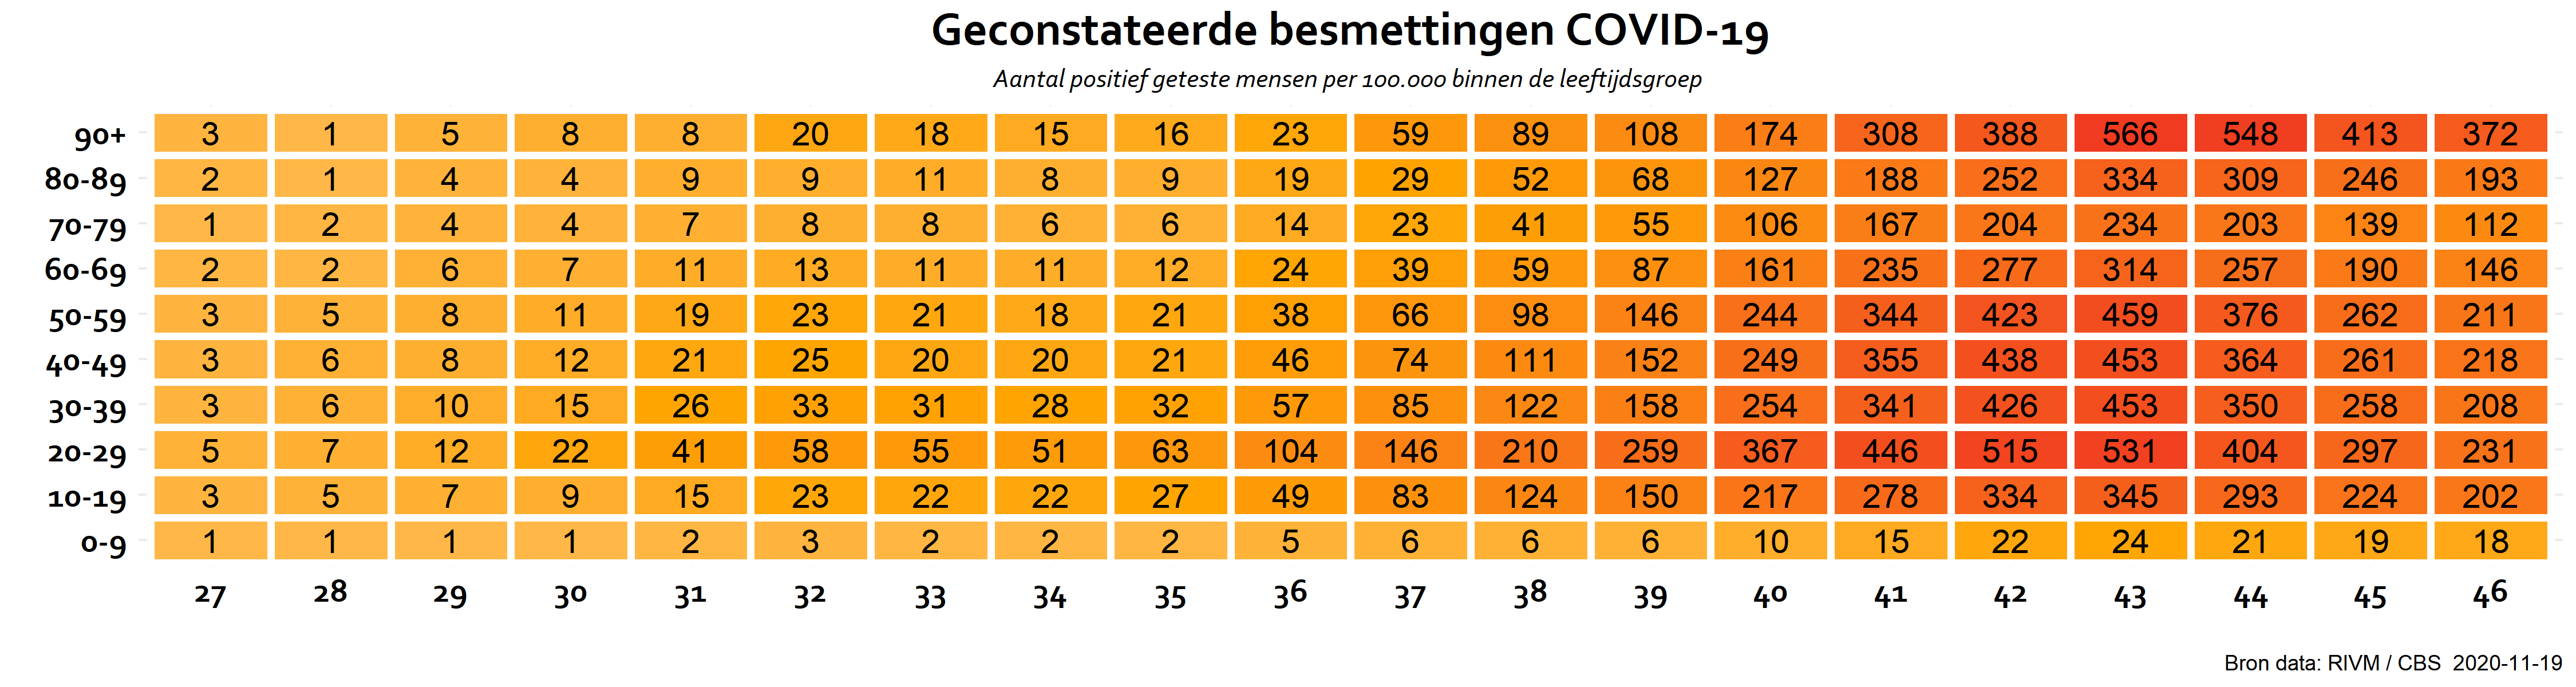 Geconstateerde besmettingen COVID-19
Aantal positief geteste mensen per 100.000 binnen de leeftijdsgroep
90+ 3 1 5 8 8 20 18 15 16 23 59 89 108 174 308 388 566 548 413 372
80-89 2 1 4 4 9 9 11 8 9 19 29 52 68 127 188 252 334 309 246 193
70-79 1 2 4 4 7 8 8 6 6 14 23 41 55 106 167 204 234 203 139 112
60-69 2 2 6 7 11 13 11 11 12 24 39 59 87 161 235 277 314 257 190 146
50-59 3 5 8 11 19 23 21 18 21 38 66 98 146 244 344 423 459 376 262 211
40-49 3 6 8 12 21 25 20 20 21 46 74 111 152 249 355 438 453 364 261 218
30-39 3 6 10 15 26 33 31 28 32 57 85 122 158 254 341 426 453 350 258 208
20-29 5 7 12 22 41 58 55 51 63 104 146 210 259 367 446 515 531 404 297 231
10-19 3 5 7 9 15 23 22 22 27 49 83 124 150 217 278 334 345 293 224 202
0-9 1 1 1 1 2 3 2 2 2 5 6 6 6 10 15 22 24 21 19 18
27 28 29 30 31 32 33 34 35 36 37 38 39 40 41 42 43 44 45 46
Bron data: RIVM / CBS 2020-11-19